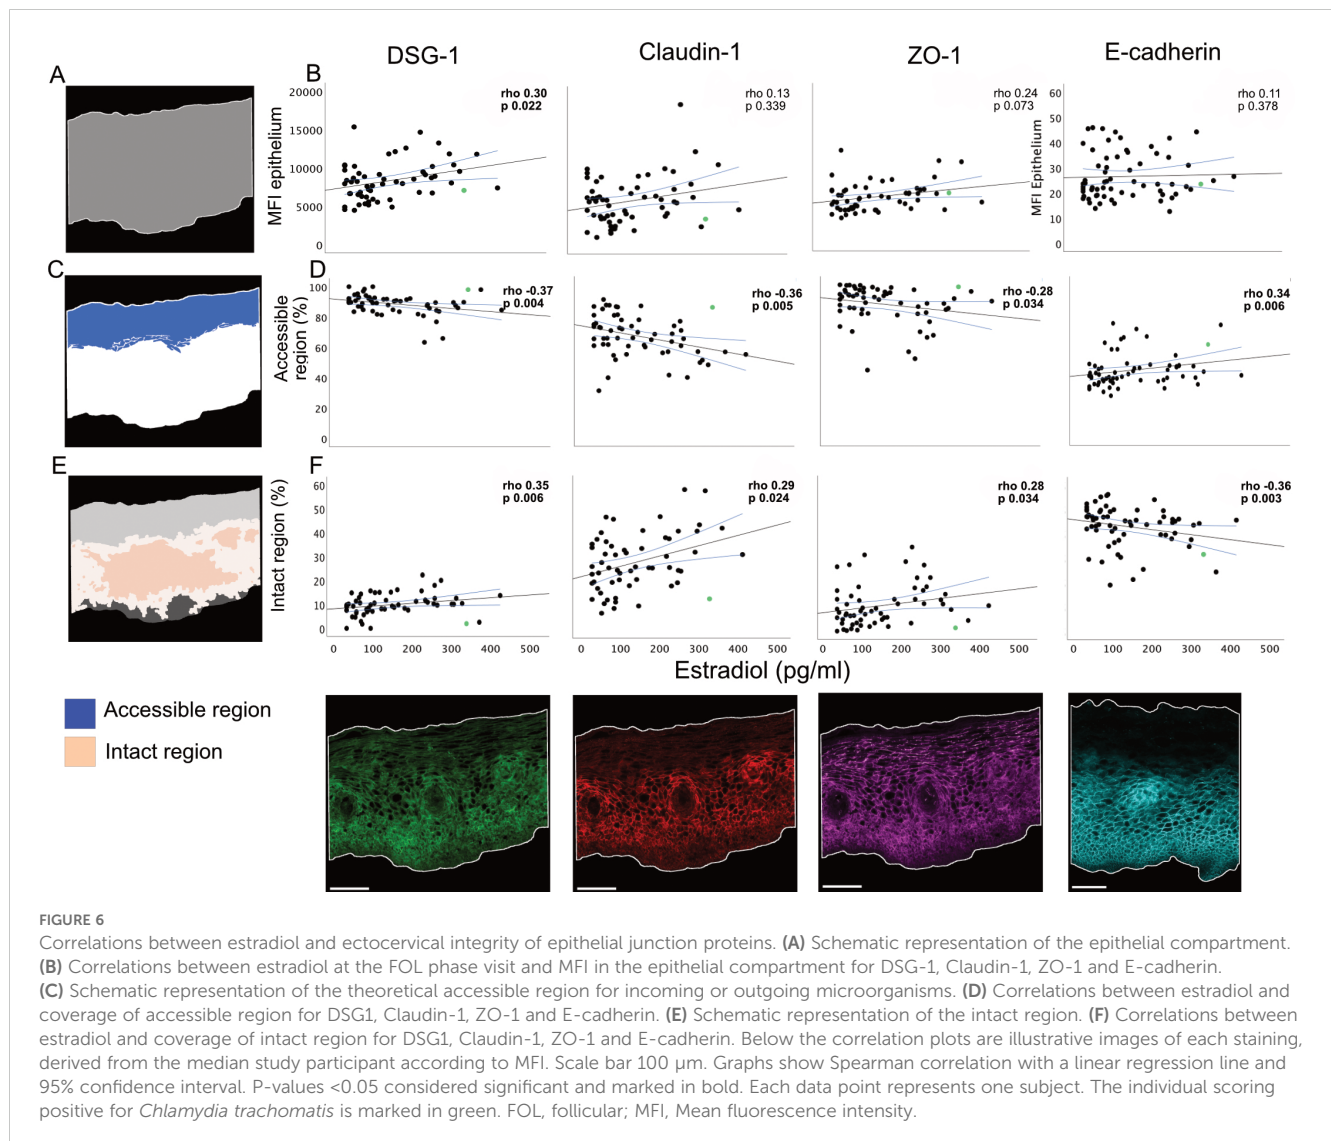 DSG-1
Claudin-1
ZO-1
E-cadherin
A
B
MFI epithelium
20000
15000
10000
5000
0
rho 0.30
p 0.022
rho 0.13
p 0.339
rho 0.24
p 0.073
MFI Epithelium
60
50
40
30
20
10
0
rho 0.11
p 0.378
C
D
Accessible
region (%)
100
80
60
40
20
0
rho -0.37
p 0.004
rho -0.36
p 0.005
rho -0.28
p 0.034
rho 0.34
p 0.006
E
F
Intact region (%)
60
50
40
30
20
10
0
rho 0.35
p 0.006
rho 0.29
p 0.024
rho 0.28
p 0.034
rho -0.36
p 0.003
0 100 200 300 400 500
0 100 200 300 400 500
0 100 200 300 400 500
0 100 200 300 400 500
Estradiol (pg/ml)
Accessible region
Intact region
FIGURE 6
Correlations between estradiol and ectocervical integrity of epithelial junction proteins. (A) Schematic representation of the epithelial compartment.
(B) Correlations between estradiol at the FOL phase visit and MFI in the epithelial compartment for DSG-1, Claudin-1, ZO-1 and E-cadherin.
(C) Schematic representation of the theoretical accessible region for incoming or outgoing microorganisms. (D) Correlations between estradiol and
coverage of accessible region for DSG1, Claudin-1, ZO-1 and E-cadherin. (E) Schematic representation of the intact region. (F) Correlations between
estradiol and coverage of intact region for DSG1, Claudin-1, ZO-1 and E-cadherin. Below the correlation plots are illustrative images of each staining,
derived from the median study participant according to MFI. Scale bar 100 µm. Graphs show Spearman correlation with a linear regression line and
95% confidence interval. P-values <0.05 considered significant and marked in bold. Each data point represents one subject. The individual scoring
positive for Chlamydia trachomatis is marked in green. FOL, follicular; MFI, Mean fluorescence intensity.